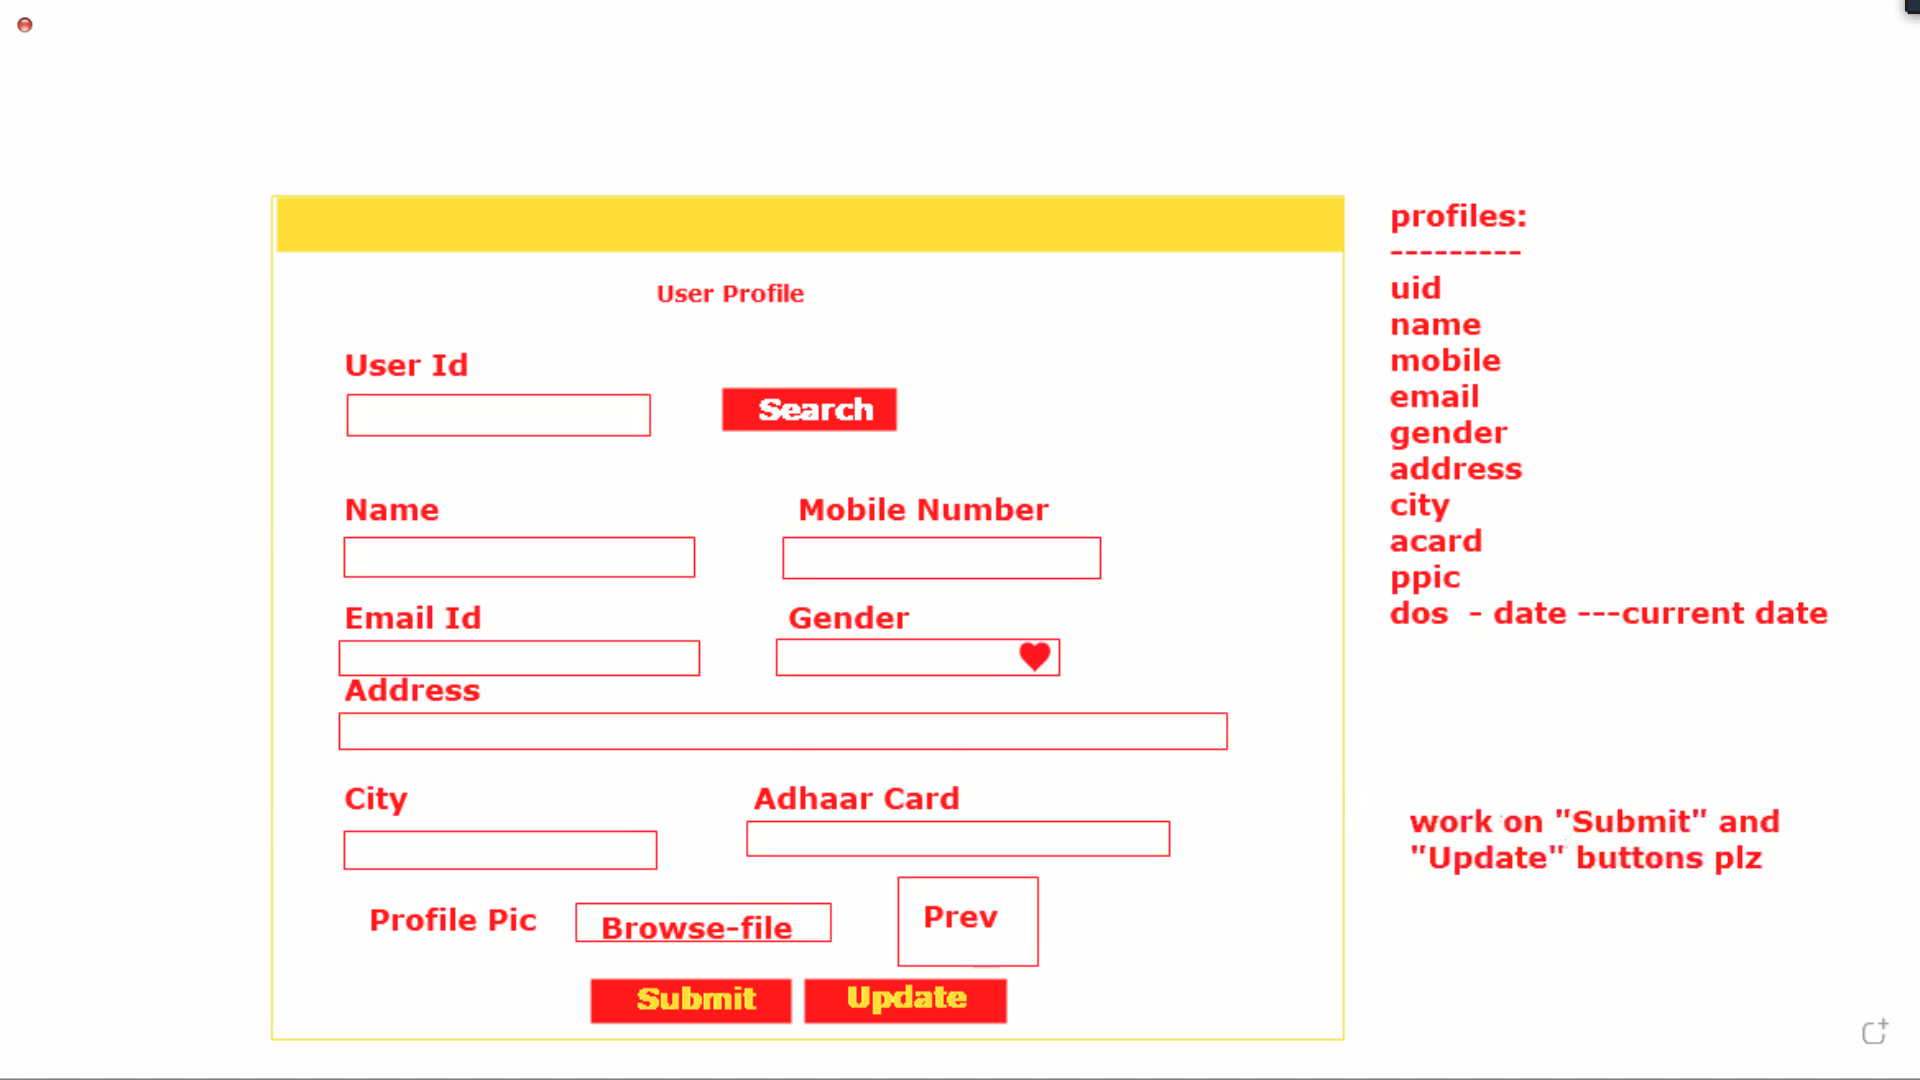 User Profile
User Id
Search
Name
Mobile Number
Email Id
Gender
Address
City
Adhaar Card
Profile Pic
Browse-file
Prev
Submit
Update
profiles:
---------
uid
name
mobile
email
gender
address
city
acard
ppic
dos - date ---current date
work on "Submit" and
"Update" buttons plz